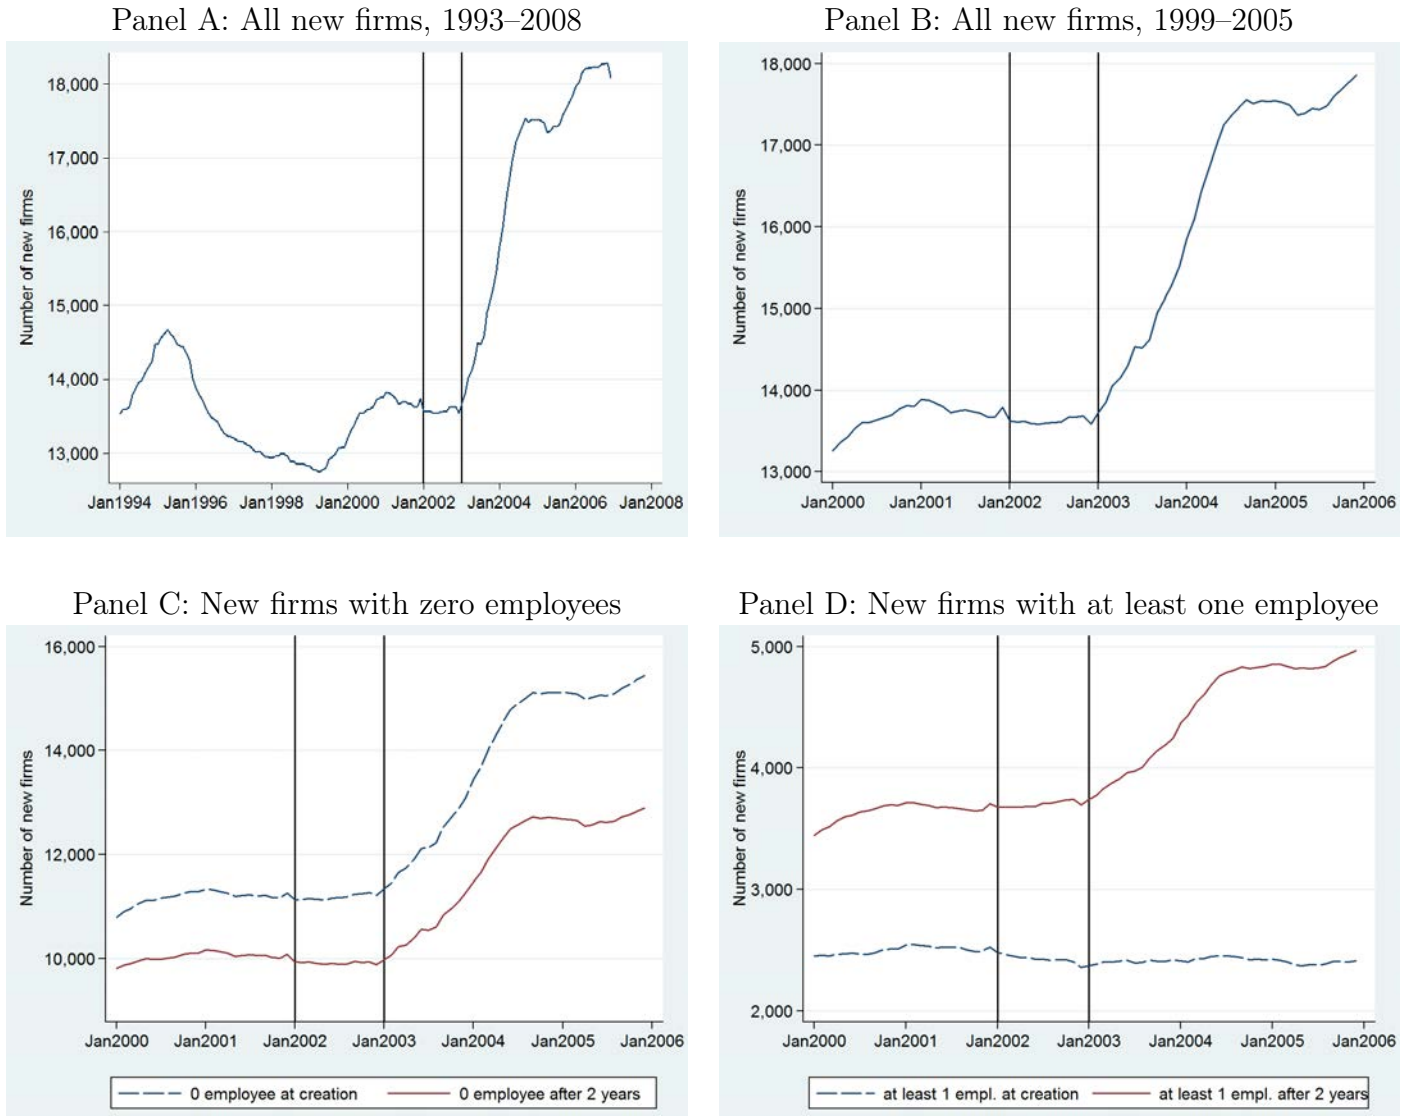 Panel A: All new firms, 1993–2008
Number of new firms
18,000
17,000
16,000
15,000
14,000
13,000
Jan1994 Jan1996 Jan1998 Jan2000 Jan2002 Jan2004 Jan2006 Jan2008
Panel B: All new firms, 1999–2005
Number of new firms
18,000
17,000
16,000
15,000
14,000
13,000
Jan2000 Jan2001 Jan2002 Jan2003 Jan2004 Jan2005 Jan2006
Panel C: New firms with zero employees
Number of new firms
16,000
14,000
12,000
10,000
Jan2000 Jan2001 Jan2002 Jan2003 Jan2004 Jan2005 Jan2006
0 employee at creation 0 employee after 2 years
Panel D: New firms with at least one employee
Number of new firms
5,000
4,000
3,000
2,000
Jan2000 Jan2001 Jan2002 Jan2003 Jan2004 Jan2005 Jan2006
at least 1 empl. at creation at least 1 empl. after 2 years